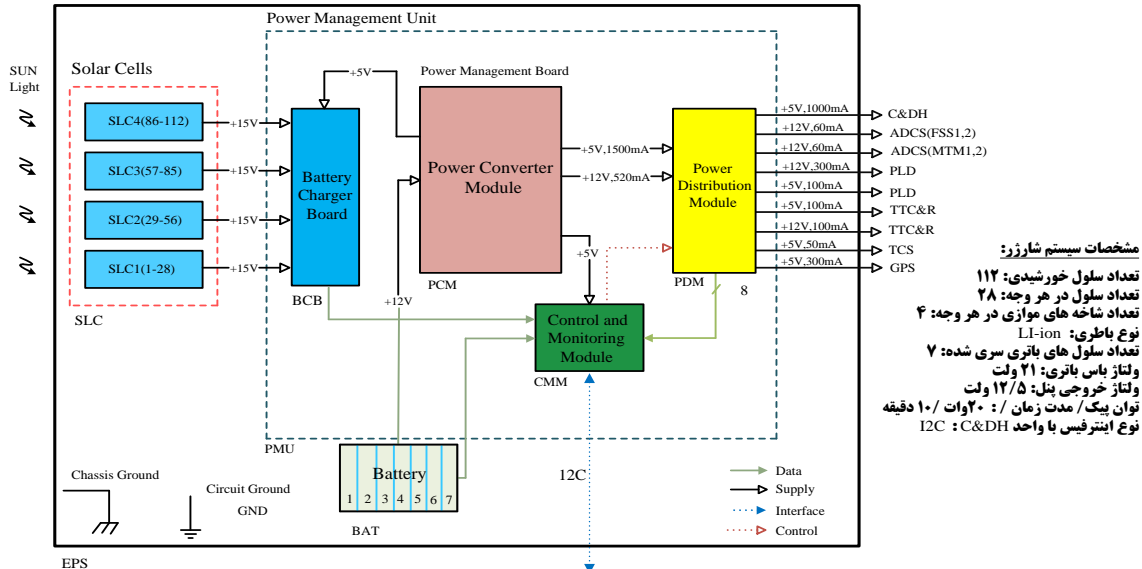 Power Management Unit
SUN
Light
Solar Cells
SLC4(86-112)
SLC3(57-85)
SLC2(29-56)
SLC1(1-28)
SLC
+15V
+15V
+15V
+15V
Battery
Charger
Board
BCB
+5V
Power Management Board
Power Converter
Module
PCM
+12V
+5V,1500mA
+12V,520mA
+5V
Power
Distribution
Module
PDM
8
+5V,1000mA
C&DH
+12V,60mA
ADCS(FSS1,2)
+12V,60mA
ADCS(MTM1,2)
+12V,300mA
PLD
+5V,100mA
PLD
+5V,100mA
TTC&R
+12V,100mA
TTC&R
+5V,50mA
TCS
+5V,300mA
GPS
Control and
Monitoring
Module
CMM
PMU
Battery
1 2 3 4 5 6 7
BAT
12C
Chassis Ground
Circuit Ground
GND
EPS
Data
Supply
Interface
Control
مشخصات سیستم شارژر:
تعداد سلول خورشیدی: ۱۱۲
تعداد سلول در هر وجه: ۲۸
تعداد شاخه های موازی در هر وجه: ۴
نوع باطری: LI-ion
تعداد سلول های باتری سری شده: ۷
ولتاژ باس باتری: ۲۱ ولت
ولتاژ خروجی پنل: ۱۲/۵ ولت
توان پیک/ مدت زمان / : ۲۰وات /۱۰ دقیقه
نوع اینترفیس با واحد C&DH : I2C